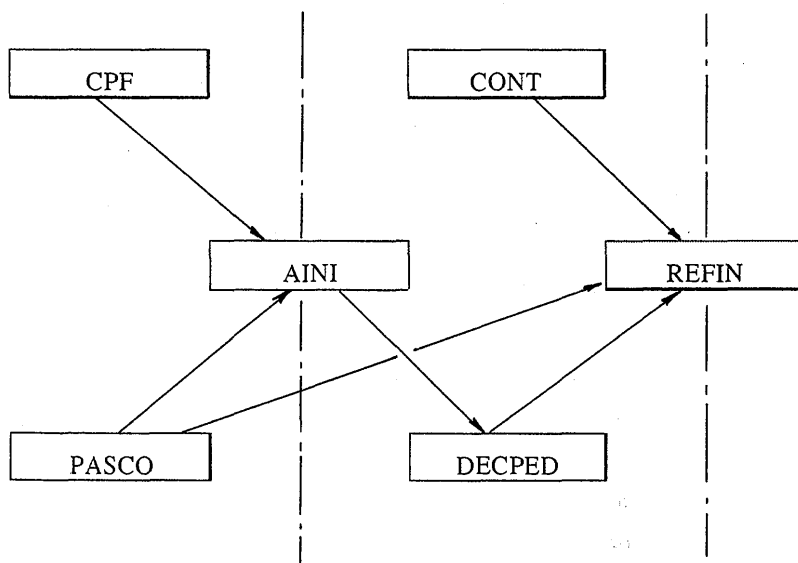 CPF
CONT
AINI
REFIN
PASCO
DECPED